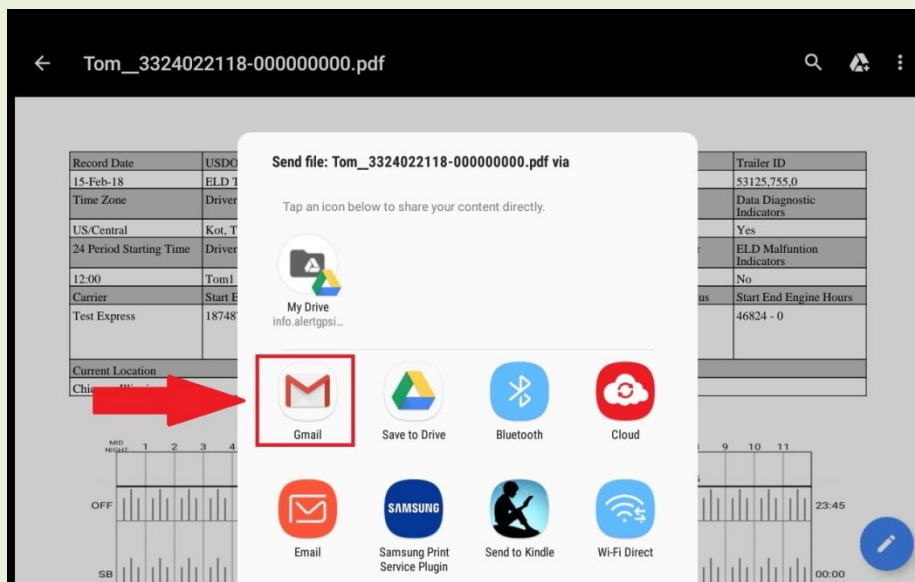 Tom__3324022118-000000000.pdf
Record Date USDO Trailer ID
15-Feb-18 ELD T 53125,755,0
Time Zone Driver Data Diagnostic
Indicators
US/Central Kot, T Yes
24 Period Starting Time Driver ELD Malfuntion
Indicators
12:00 Tom1 No
Carrier Start E us Start End Engine Hours
Test Express 18748 46824 - 0
Current Location
Send file: Tom__3324022118-000000000.pdf via
Tap an icon below to share your content directly.
My Drive
info.alertgpsi...
Gmail Save to Drive Bluetooth Cloud
SAMSUNG
Email Samsung Print Send to Kindle Wi-Fi Direct
Service Plugin
MID
NIGHT 1 2 3 4 9 10 11
OFF 23:45
SB 00:00